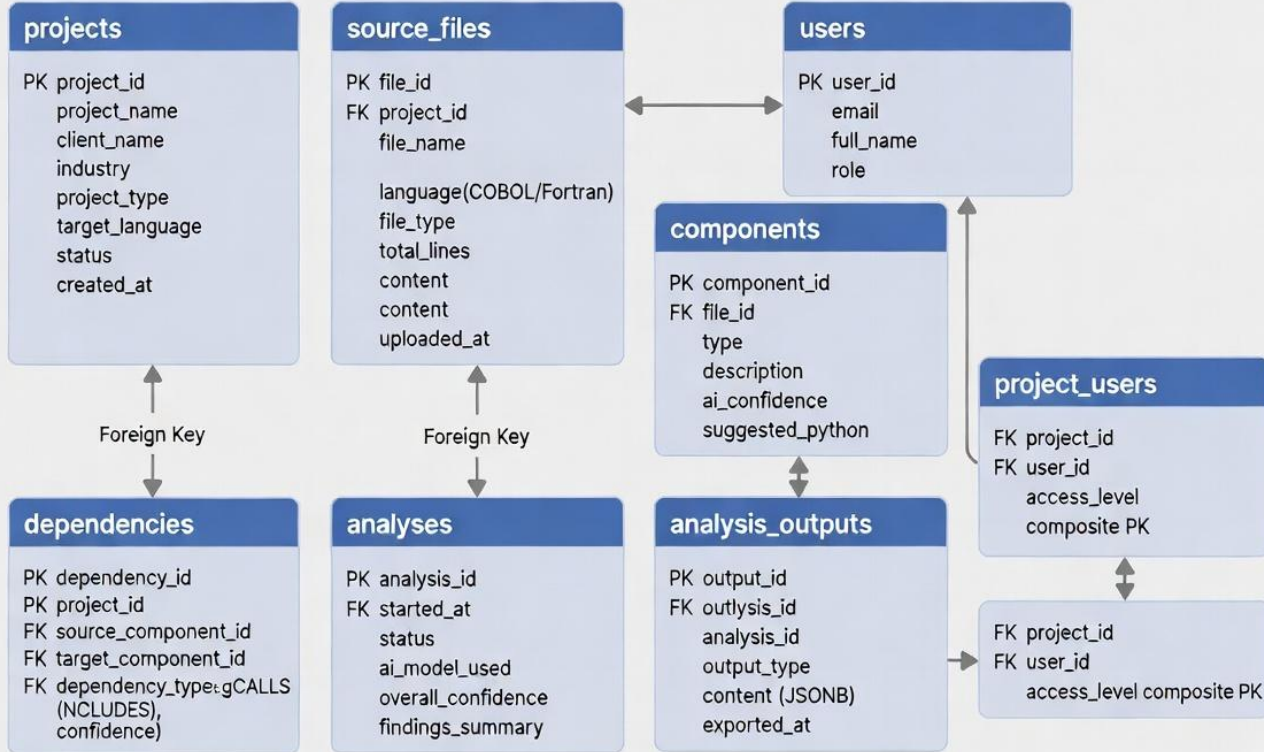 projects
PK project_id
project_name
client_name
industry
project_type
target_language
status
created_at
source_files
PK file_id
FK project_id
file_name
language(COBOL/Fortran)
file_type
total_lines
content
content
uploaded_at
users
PK user_id
email
full_name
role
components
PK component_id
FK file_id
type
description
ai_confidence
suggested_python
project_users
FK project_id
FK user_id
access_level
composite PK
Foreign Key
Foreign Key
dependencies
PK dependency_id
PK project_id
FK source_component_id
FK target_component_id
FK dependency_type:gCALLS
(NCLUDES),
confidence)
analyses
PK analysis_id
FK started_at
status
ai_model_used
overall_confidence
findings_summary
analysis_outputs
PK output_id
FK outlysis_id
analysis_id
output_type
content (JSONB)
exported_at
FK project_id
FK user_id
access_level composite PK